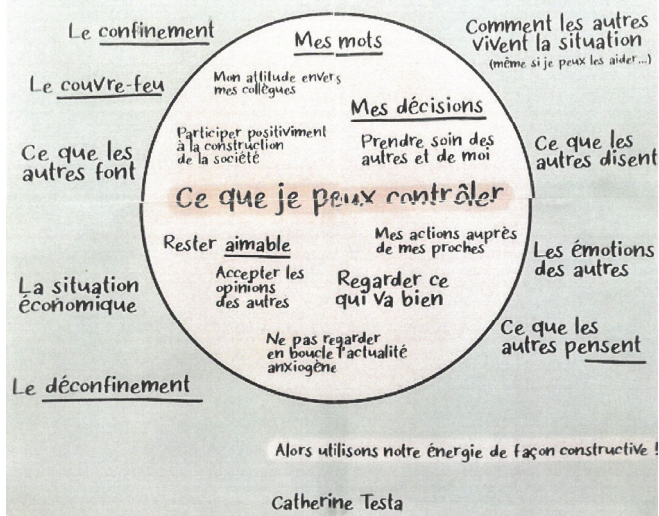 Le confinement
Mes mots
Comment les autres
vivent la situation
(même si je peux les aider...)
Le couvre-feu
Mon attitude envers
mes collègues
Mes décisions
Ce que les
autres font
Participer positiviment
à la construction
de la société
Prendre soin des
autres et de moi
Ce que les
autres disent
Ce que je peux contrôler
Rester aimable
Mes actions auprès
de mes proches
Les émotions
des autres
La situation
économique
Accepter les
opinions
des autres
Regarder ce
qui va bien
Ce que les
autres pensent
Ne pas regarder
en boucle l'actualité
anxiogène
Le déconfinement
Alors utilisons notre énergie de façon constructive !
Catherine Testa